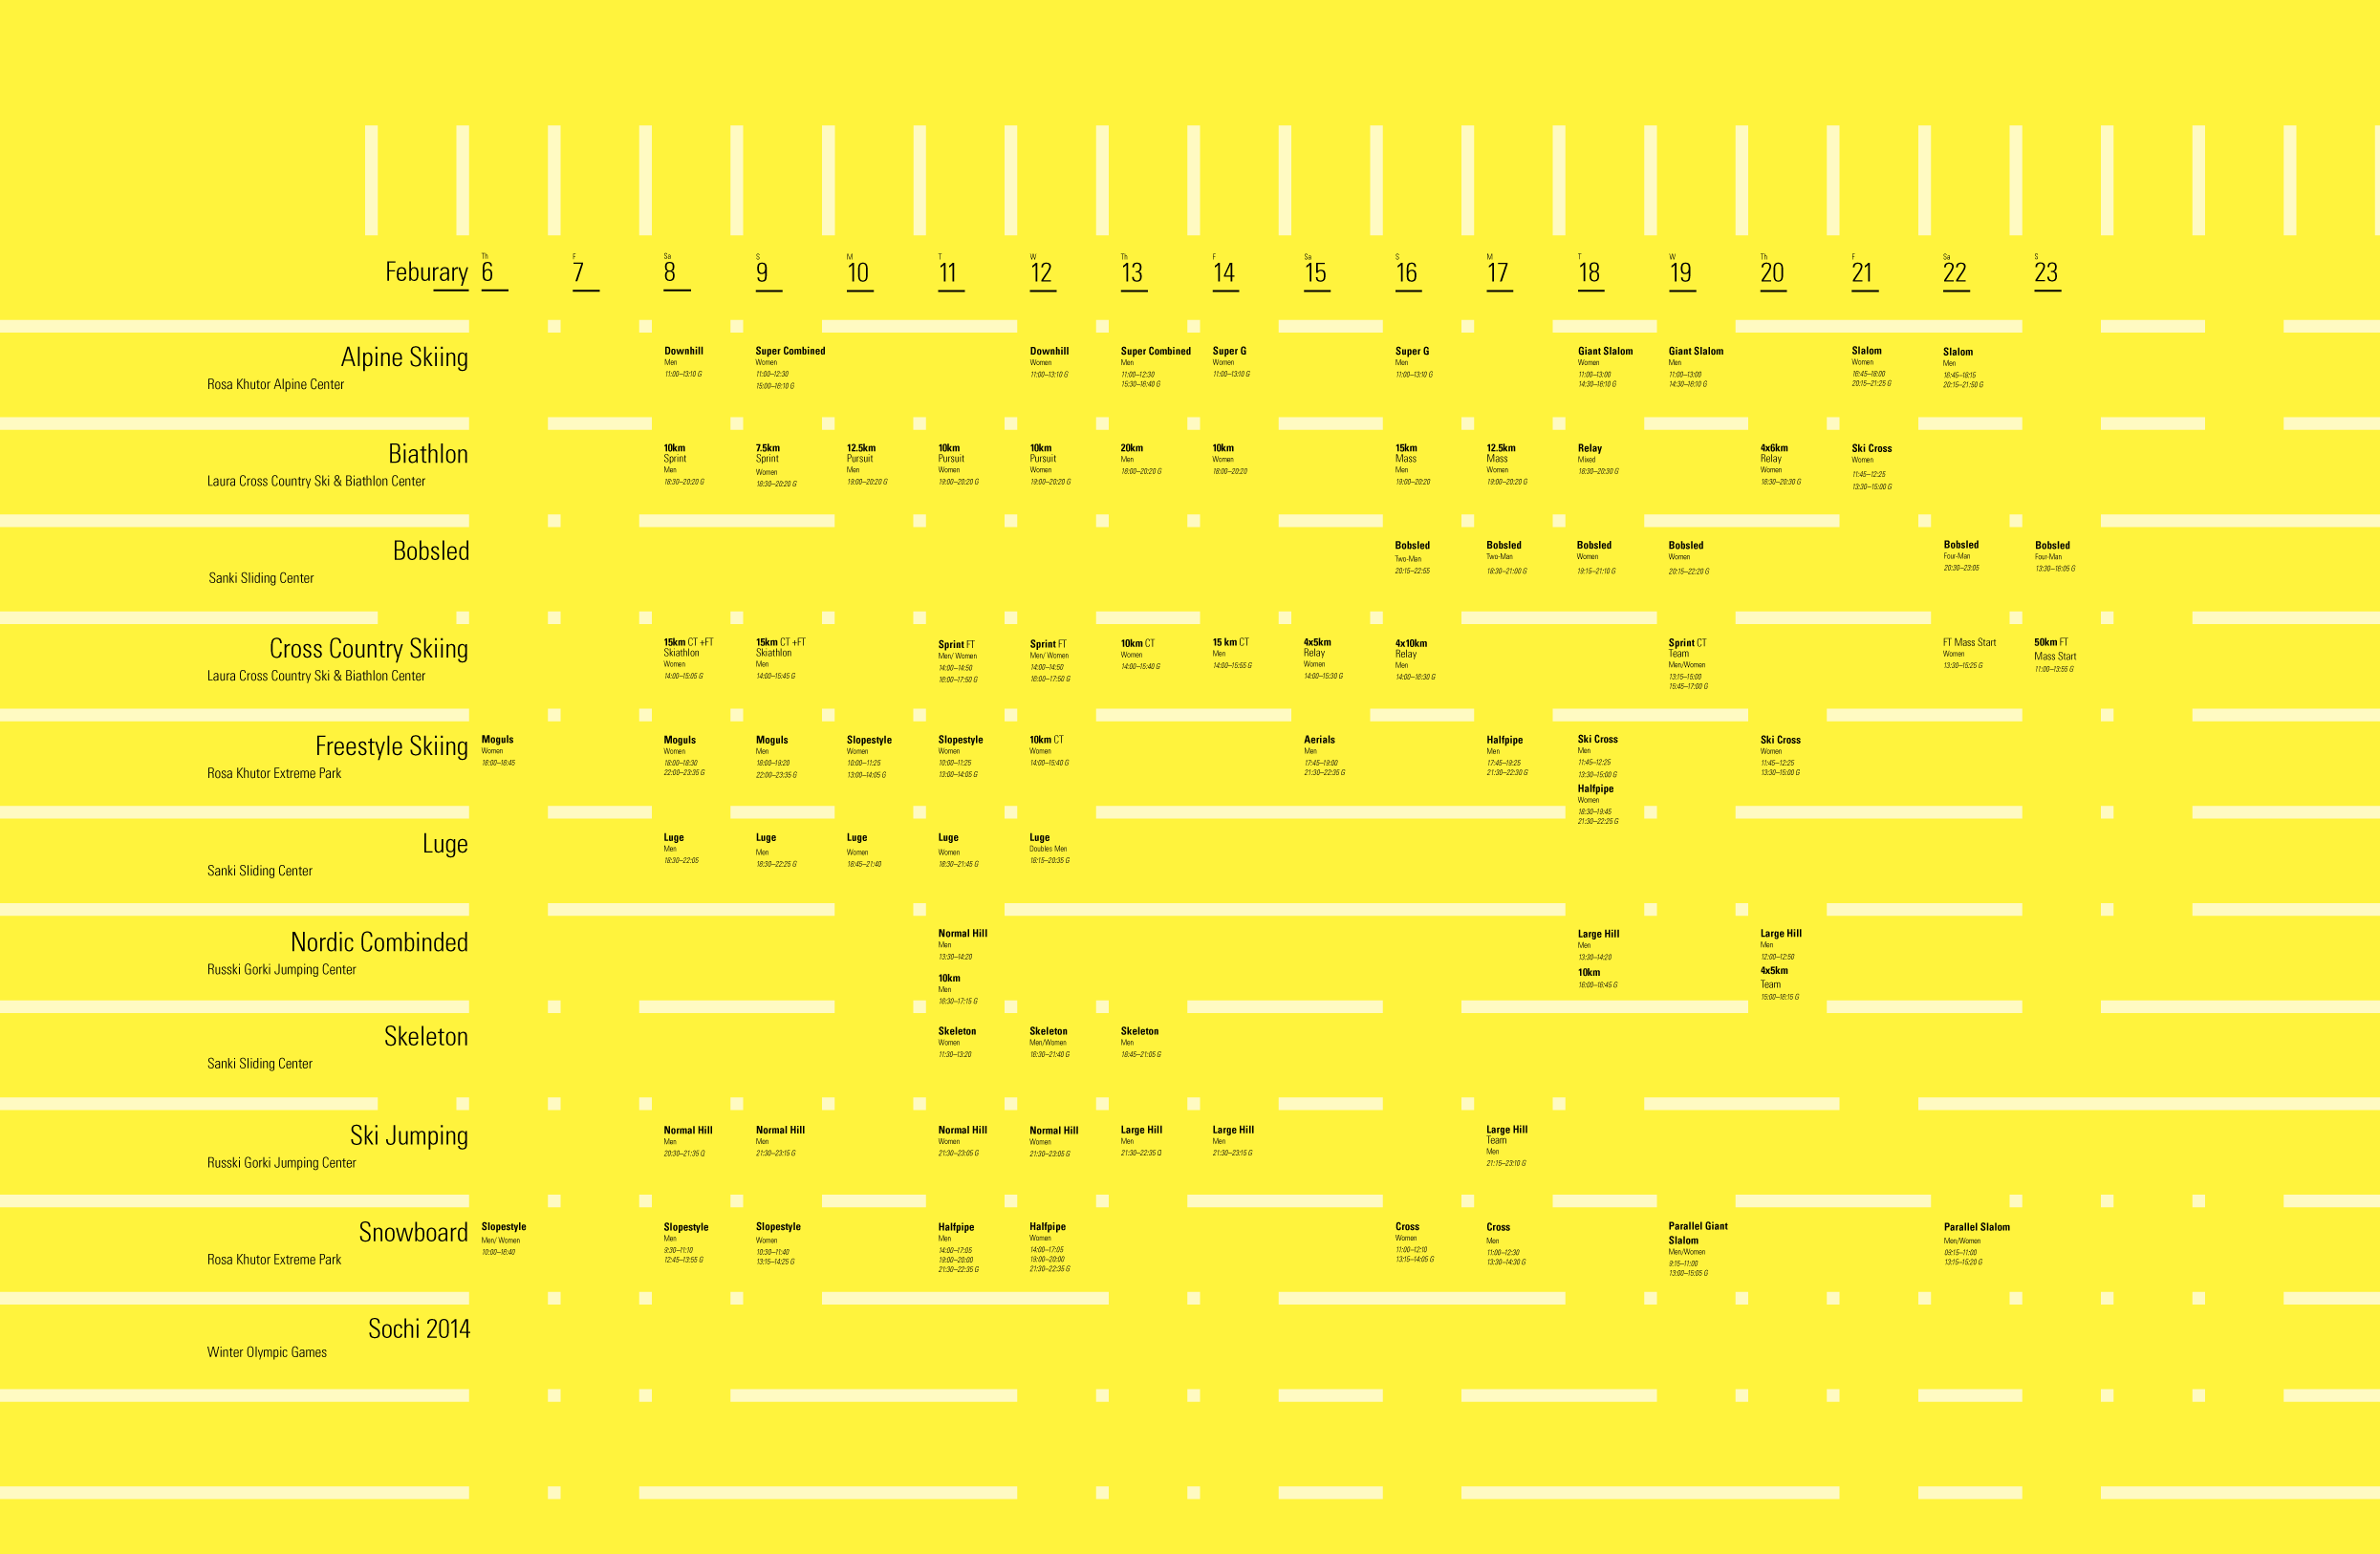 Feburary
Th
6
F
7
Sa
8
S
9
M
10
T
11
W
12
Th
13
F
14
Sa
15
S
16
M
17
T
18
W
19
Th
20
F
21
Sa
22
S
23
Alpine Skiing
Rosa Khutor Alpine Center
Downhill
Men
11:00–13:10 G
Super Combined
Women
11:00–12:30
15:00–16:10 G
Downhill
Women
11:00–13:10 G
Super Combined
Men
11:00–12:30
15:30–16:40 G
Super G
Women
11:00–13:10 G
Super G
Men
11:00–13:10 G
Giant Slalom
Women
11:00–13:00
14:30–16:10 G
Giant Slalom
Men
11:00–13:00
14:30–16:10 G
Slalom
Women
16:45–18:00
20:15–21:25 G
Slalom
Men
16:45–18:15
20:15–21:50 G
Biathlon
Laura Cross Country Ski & Biathlon Center
10km
Sprint
Men
18:30–20:20 G
7.5km
Sprint
Women
18:30–20:20 G
12.5km
Pursuit
Men
19:00–20:20 G
10km
Pursuit
Women
19:00–20:20 G
10km
Pursuit
Women
19:00–20:20 G
20km
Men
18:00–20:20 G
10km
Women
18:00–20:20
15km
Mass
Men
19:00–20:20
12.5km
Mass
Women
19:00–20:20 G
Relay
Mixed
18:30–20:30 G
4x6km
Relay
Women
18:30–20:30 G
Ski Cross
Women
11:45–12:25
13:30–15:00 G
Bobsled
Sanki Sliding Center
Bobsled
Two-Man
20:15–22:55
Bobsled
Two-Man
18:30–21:00 G
Bobsled
Women
19:15–21:10 G
Bobsled
Women
20:15–22:20 G
Bobsled
Four-Man
20:30–23:05
Bobsled
Four-Man
13:30–16:05 G
Cross Country Skiing
Laura Cross Country Ski & Biathlon Center
15km CT +FT
Skiathlon
Women
14:00–15:05 G
15km CT +FT
Skiathlon
Men
14:00–15:45 G
Sprint FT
Men/ Women
14:00–14:50
16:00–17:50 G
Sprint FT
Men/ Women
14:00–14:50
16:00–17:50 G
10km CT
Women
14:00–15:40 G
15 km CT
Men
14:00–15:55 G
4x5km
Relay
Women
14:00–15:30 G
4x10km
Relay
Men
14:00–16:30 G
Sprint CT
Team
Men/Women
13:15–15:00
15:45–17:00 G
FT Mass Start
Women
13:30–15:25 G
50km FT
Mass Start
11:00–13:55 G
Freestyle Skiing
Rosa Khutor Extreme Park
Moguls
Women
18:00–18:45
Moguls
Women
18:00–18:30
22:00–23:35 G
Moguls
Men
18:00–19:20
22:00–23:35 G
Slopestyle
Women
10:00–11:25
13:00–14:05 G
Slopestyle
Women
10:00–11:25
13:00–14:05 G
10km CT
Women
14:00–15:40 G
Aerials
Men
17:45–19:00
21:30–22:35 G
Halfpipe
Men
17:45–19:25
21:30–22:30 G
Ski Cross
Men
11:45–12:25
13:30–15:00 G
Halfpipe
Women
18:30–19:45
21:30–22:25 G
Ski Cross
Women
11:45–12:25
13:30–15:00 G
Luge
Sanki Sliding Center
Luge
Men
18:30–22:05
Luge
Men
18:30–22:25 G
Luge
Women
18:45–21:40
Luge
Women
18:30–21:45 G
Luge
Doubles Men
18:15–20:35 G
Nordic Combinded
Russki Gorki Jumping Center
Normal Hill
Men
13:30–14:20
10km
Men
16:30–17:15 G
Large Hill
Men
13:30–14:20
10km
16:00–16:45 G
Large Hill
Men
12:00–12:50
4x5km
Team
15:00–16:15 G
Skeleton
Sanki Sliding Center
Skeleton
Women
11:30–13:20
Skeleton
Men/Women
16:30–21:40 G
Skeleton
Men
18:45–21:05 G
Ski Jumping
Russki Gorki Jumping Center
Normal Hill
Men
20:30–21:35 Q
Normal Hill
Men
21:30–23:15 G
Normal Hill
Women
21:30–23:05 G
Normal Hill
Women
21:30–23:05 G
Large Hill
Men
21:30–22:35 Q
Large Hill
Men
21:30–23:15 G
Large Hill
Team
Men
21:15–23:10 G
Snowboard
Rosa Khutor Extreme Park
Slopestyle
Men/ Women
10:00–16:40
Slopestyle
Men
9:30–11:10
12:45–13:55 G
Slopestyle
Women
10:30–11:40
13:15–14:25 G
Halfpipe
Men
14:00–17:05
19:00–20:00
21:30–22:35 G
Halfpipe
Women
14:00–17:05
19:00–20:00
21:30–22:35 G
Cross
Women
11:00–12:10
13:15–14:05 G
Cross
Men
11:00–12:30
13:30–14:30 G
Parallel Giant
Slalom
Men/Women
9:15–11:00
13:00–15:05 G
Parallel Slalom
Men/Women
09:15–11:00
13:15–15:20 G
Sochi 2014
Winter Olympic Games